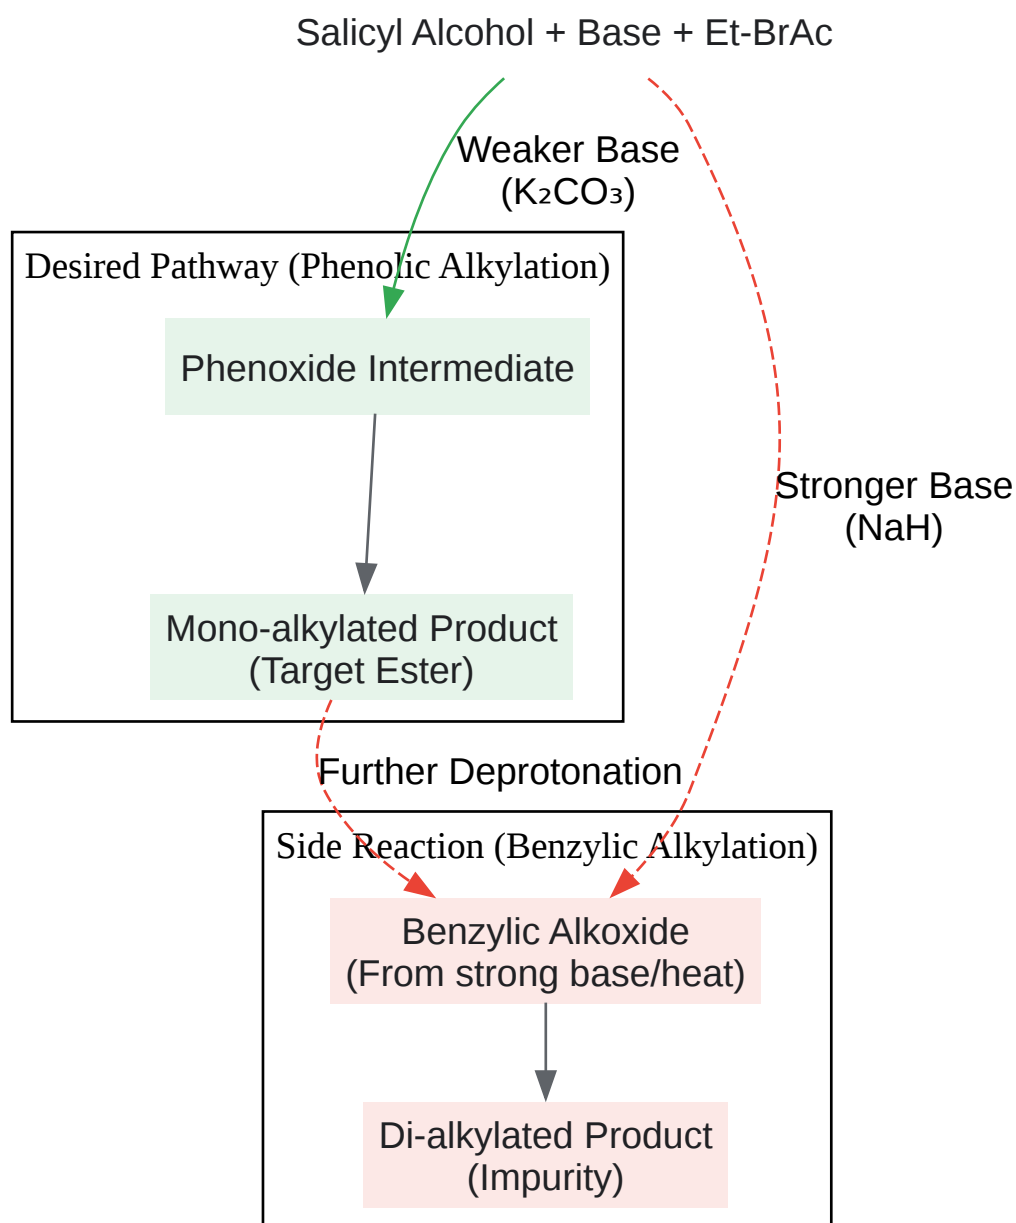 Salicyl Alcohol + Base + Et-BrAc
Weaker Base
(K₂CO₃)
Desired Pathway (Phenolic Alkylation)
Phenoxide Intermediate
Stronger Base
(NaH)
Mono-alkylated Product
(Target Ester)
Further Deprotonation
Side Reaction (Benzylic Alkylation)
Benzylic Alkoxide
(From strong base/heat)
Di-alkylated Product
(Impurity)